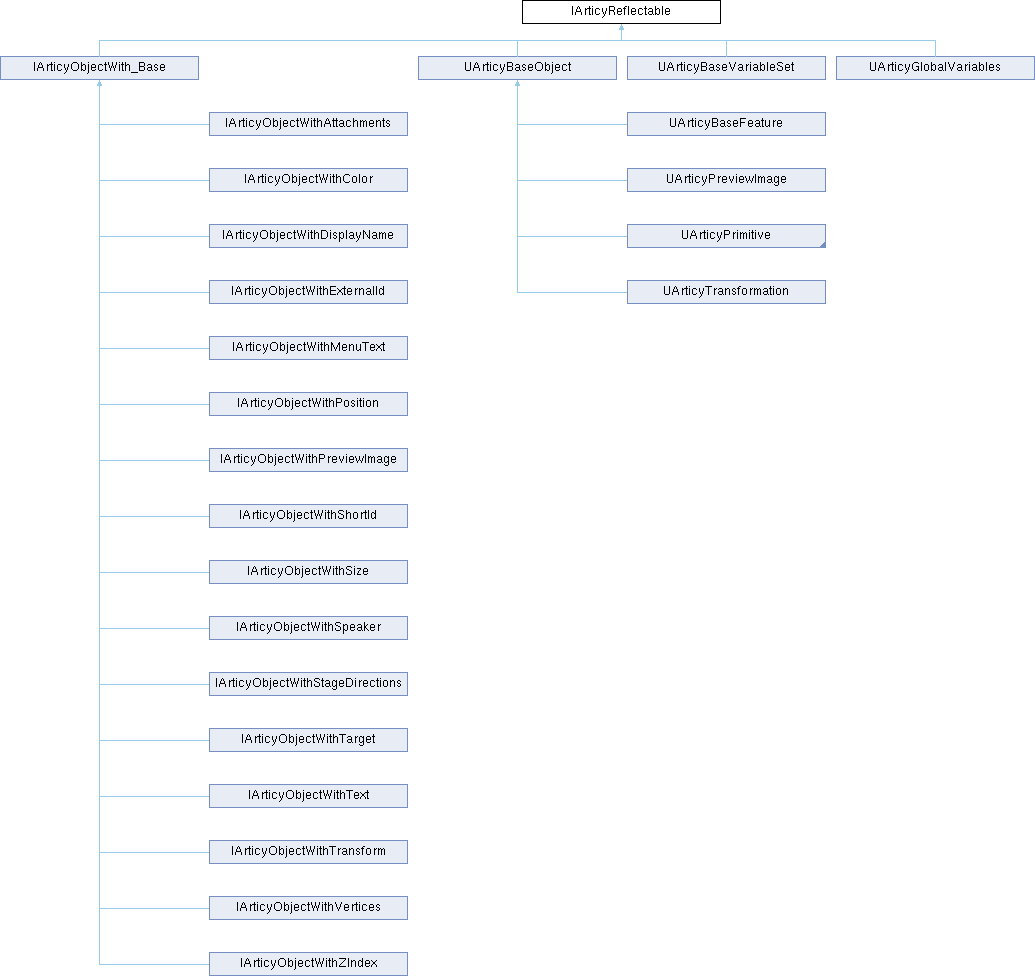 IArticyReflectable
IArticyObjectWith_Base
UArticyBaseObject
UArticyBaseVariableSet
UArticyGlobalVariables
IArticyObjectWithAttachments
UArticyBaseFeature
IArticyObjectWithColor
UArticyPreviewImage
IArticyObjectWithDisplayName
UArticyPrimitive
IArticyObjectWithExternalId
UArticyTransformation
IArticyObjectWithMenuText
IArticyObjectWithPosition
IArticyObjectWithPreviewImage
IArticyObjectWithShortId
IArticyObjectWithSize
IArticyObjectWithSpeaker
IArticyObjectWithStageDirections
IArticyObjectWithTarget
IArticyObjectWithText
IArticyObjectWithTransform
IArticyObjectWithVertices
IArticyObjectWithZIndex